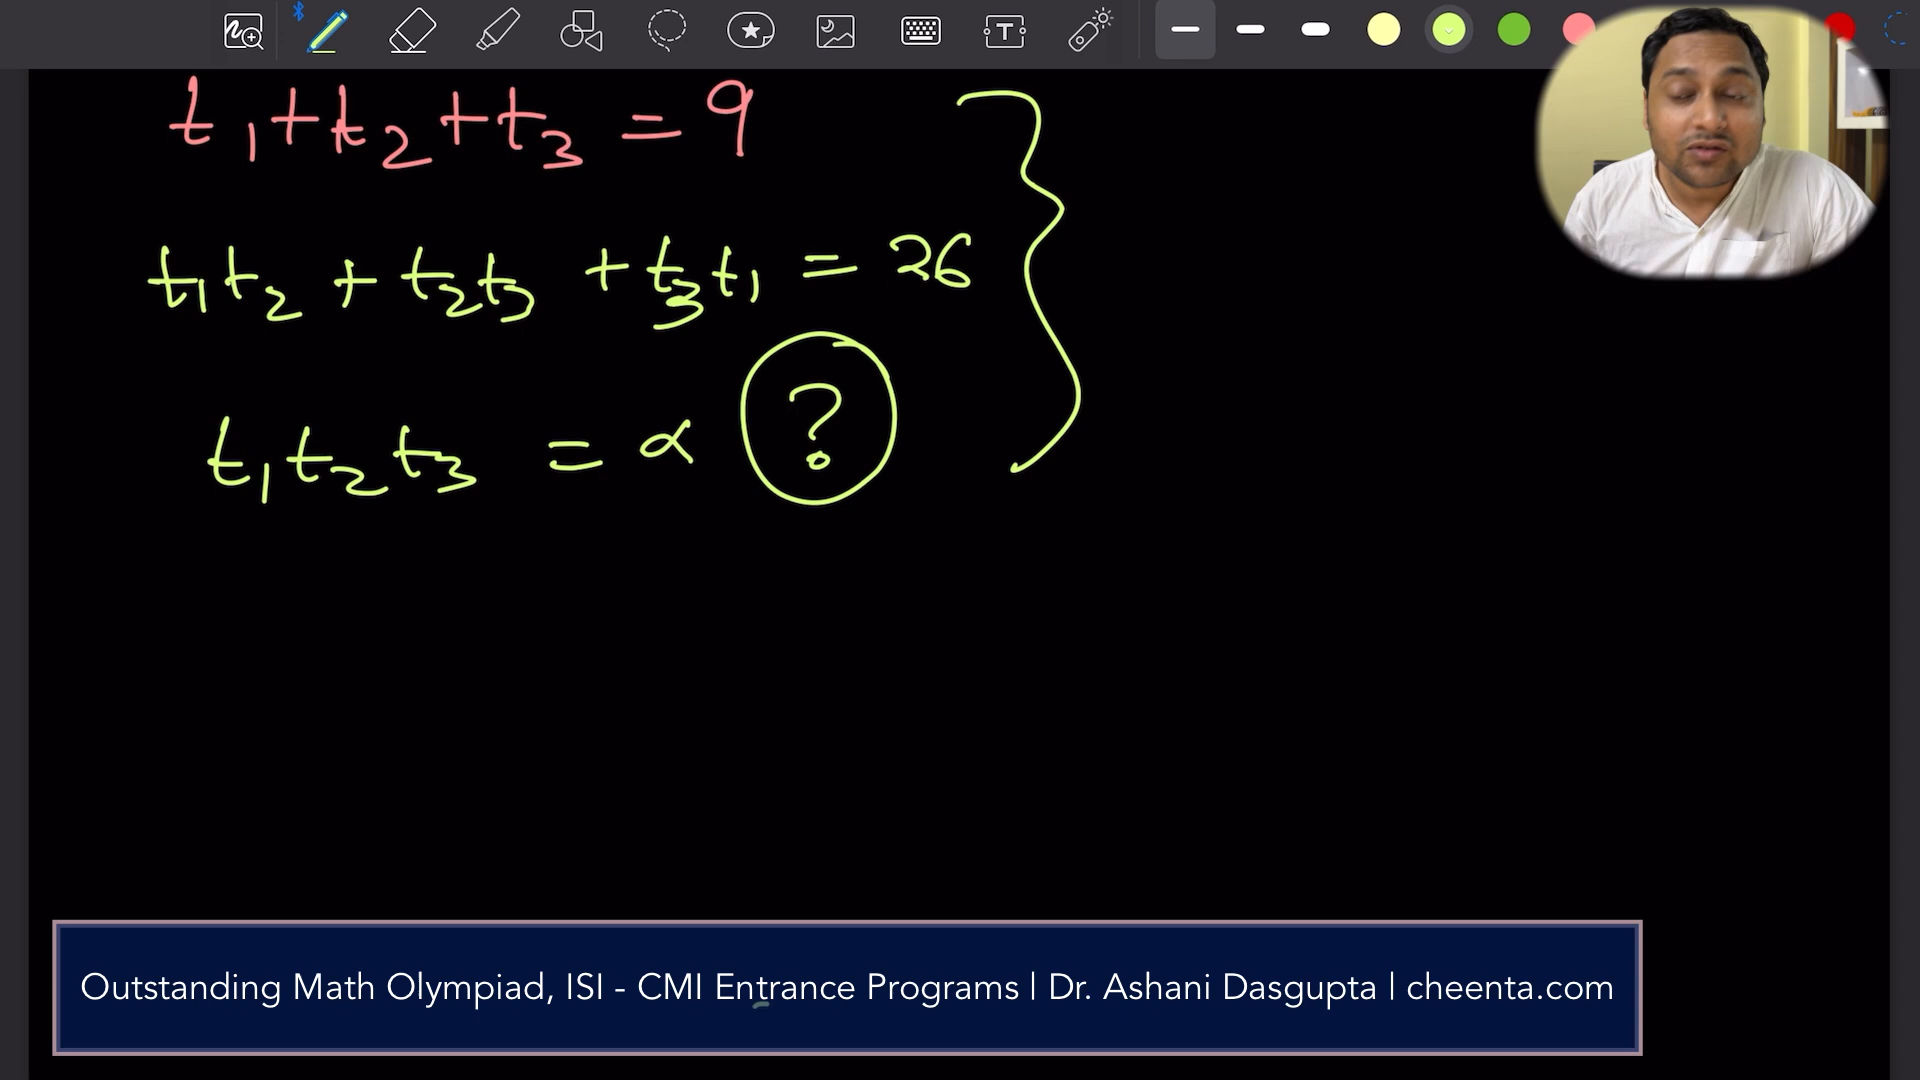 T
t₁+t₂+t₃ = 9
t₁t₂ + t₂t₃ + t₃t₁ = 26
t₁t₂t₃ = α ?
Outstanding Math Olympiad, ISI - CMI Entrance Programs | Dr. Ashani Dasgupta | cheenta.com